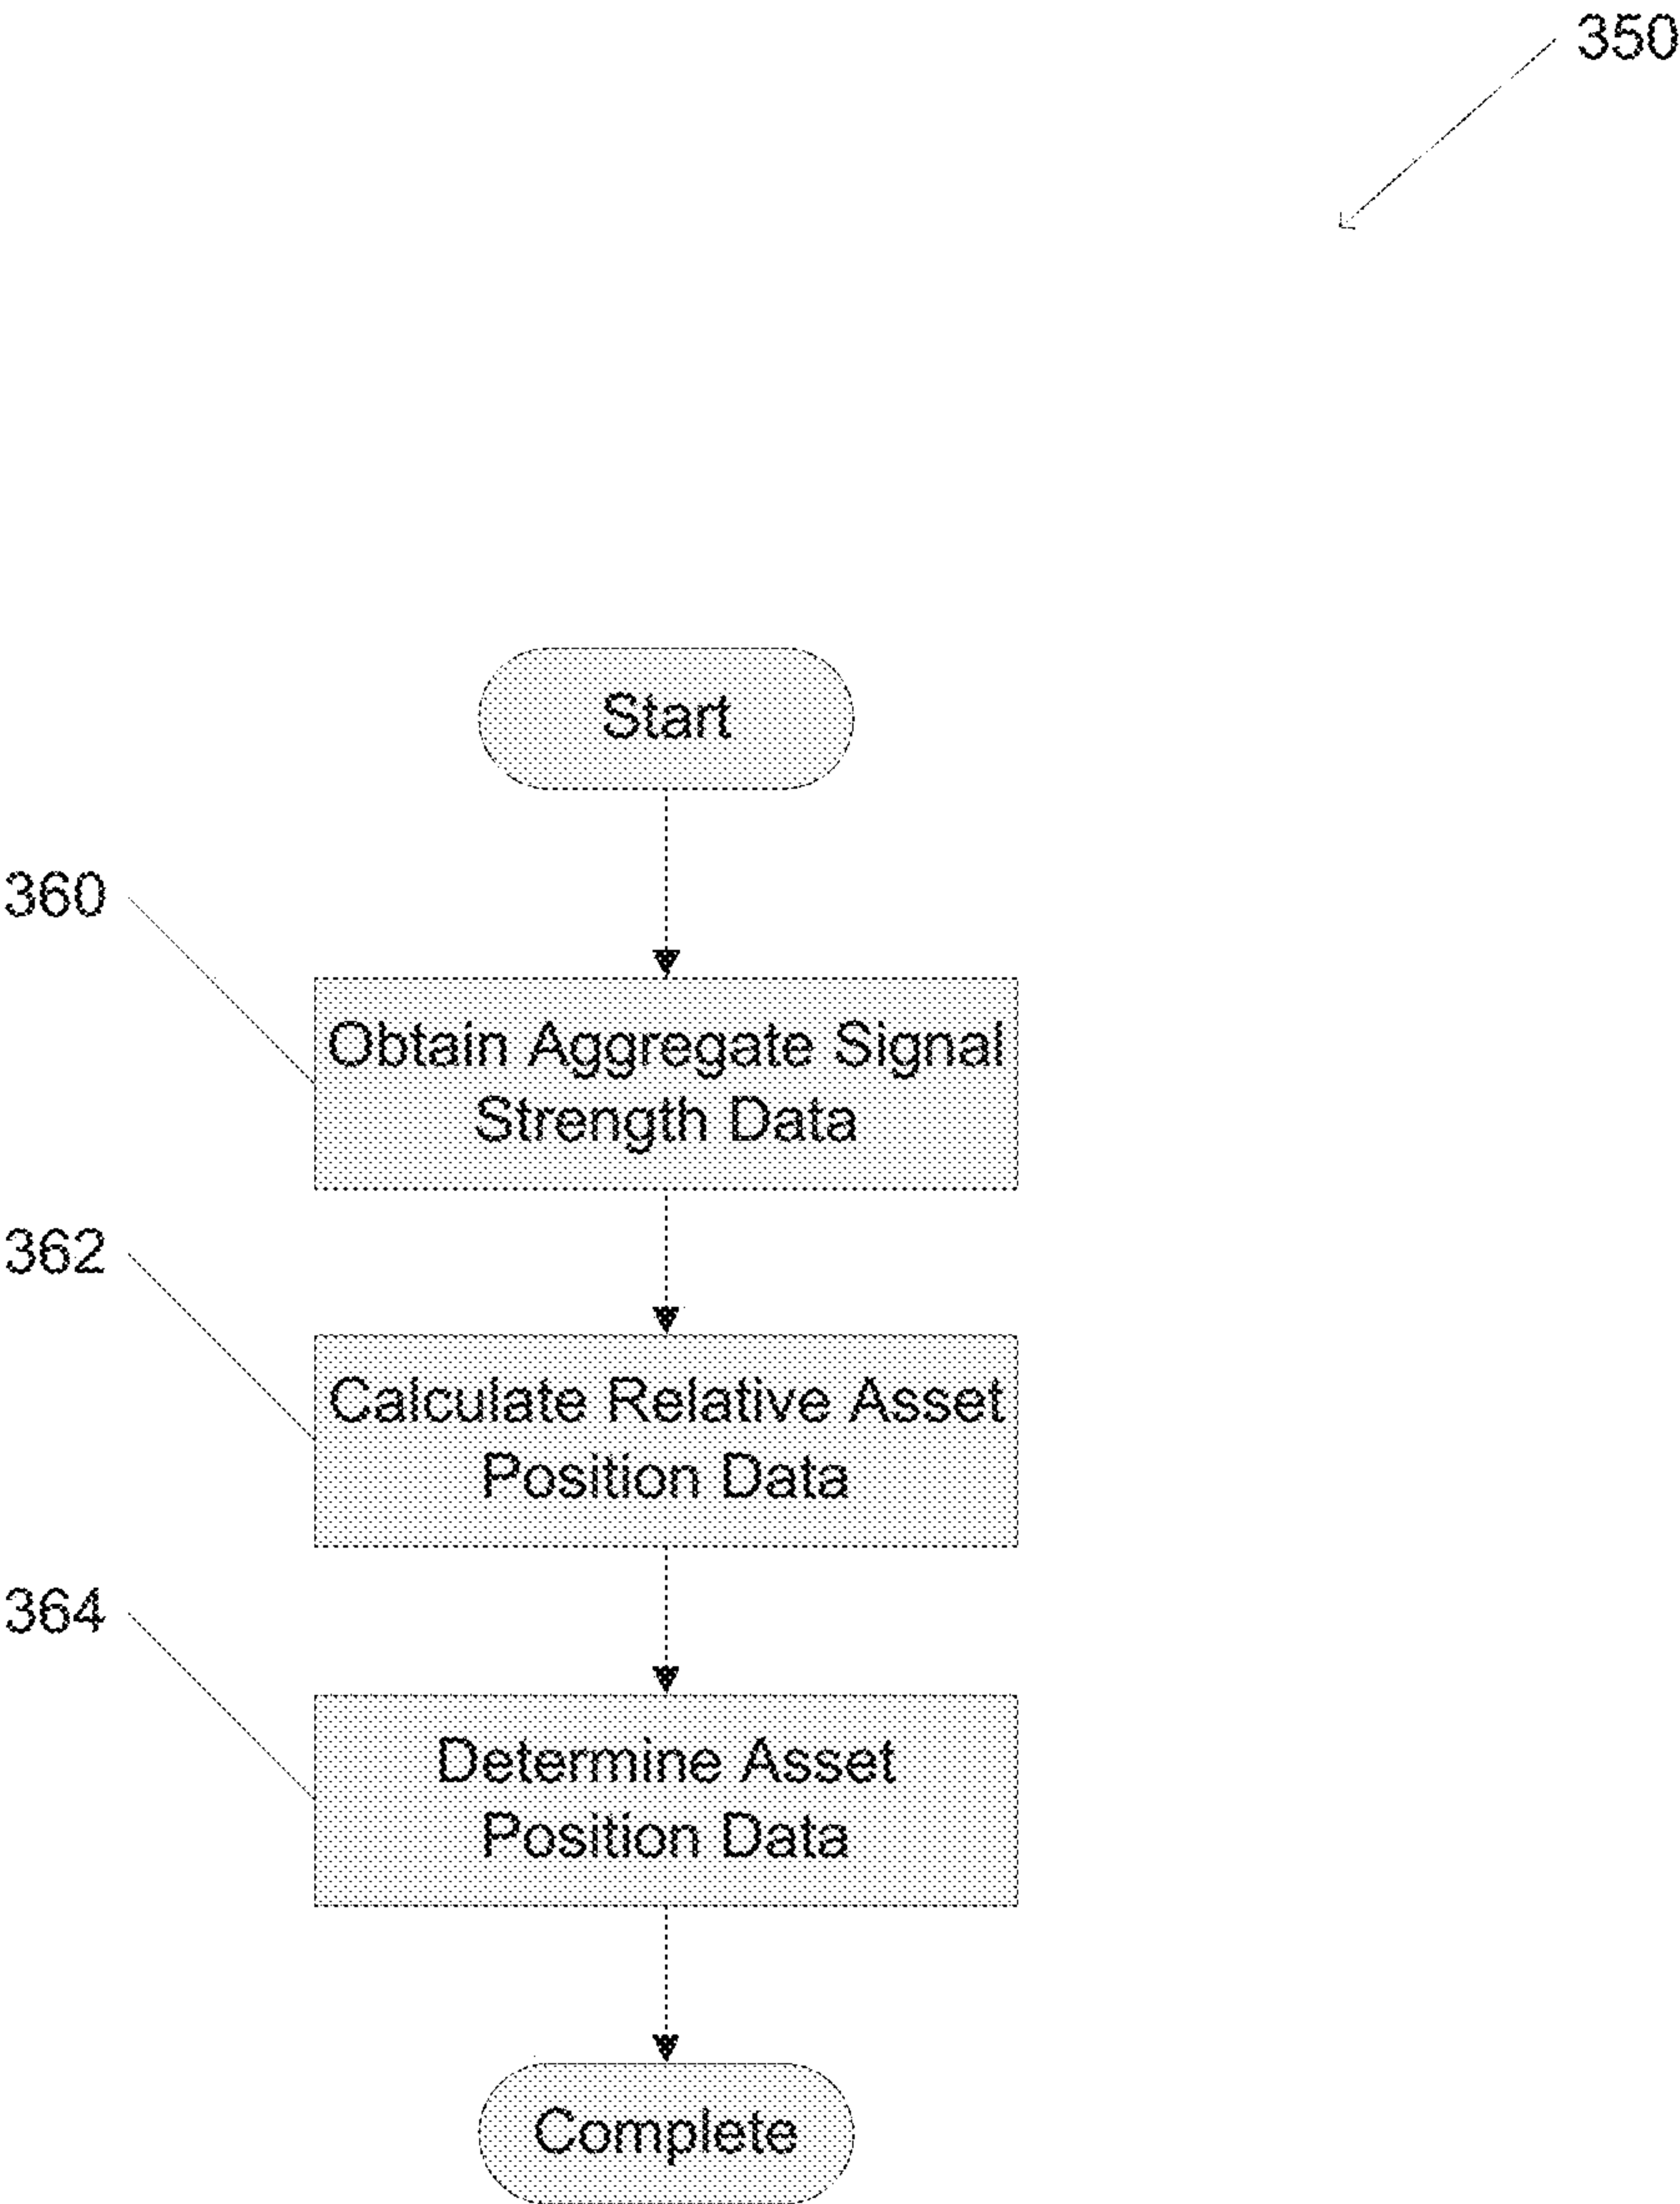 350
Start
360
Obtain Aggregate Signal
Strength Data
362
Calculate Relative Asset
Position Data
364
Determine Asset
Position Data
Complete